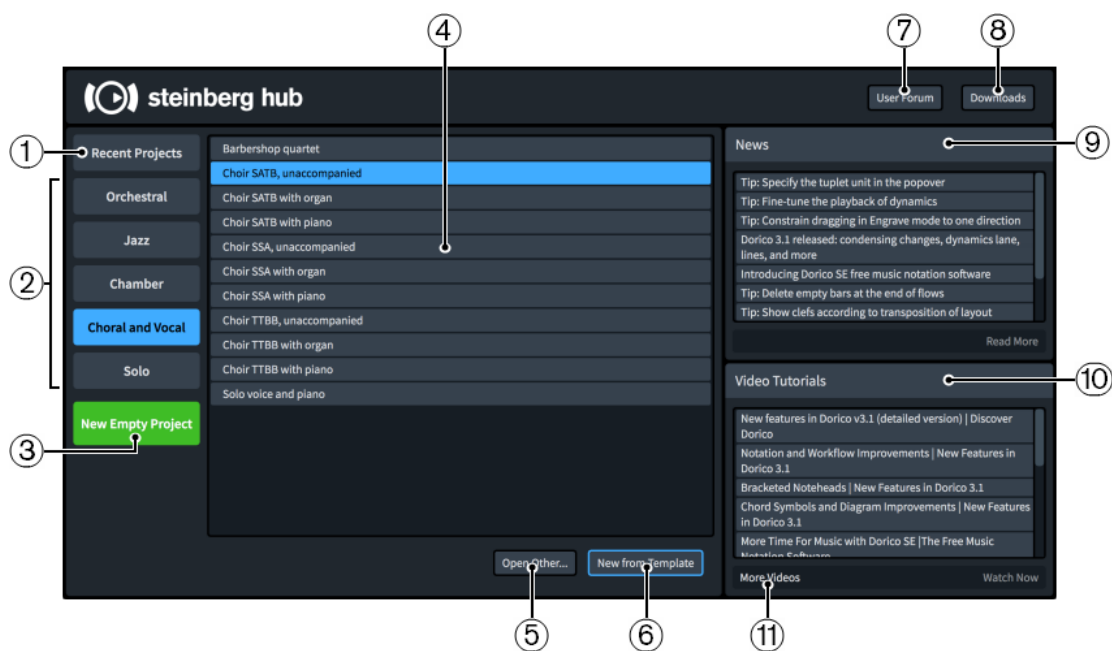 ④
⑦
⑧
steinberg hub
User Forum
Downloads
①
Recent Projects
②
Orchestral
Jazz
Chamber
Choral and Vocal
Solo
New Empty Project
③
Barbershop quartet
Choir SATB, unaccompanied
Choir SATB with organ
Choir SATB with piano
Choir SSA, unaccompanied
Choir SSA with organ
Choir SSA with piano
Choir TTBB, unaccompanied
Choir TTBB with organ
Choir TTBB with piano
Solo voice and piano
Open Other...
New from Template
⑤
⑥
News
⑨
Tip: Specify the tuplet unit in the popover
Tip: Fine-tune the playback of dynamics
Tip: Constrain dragging in Engrave mode to one direction
Dorico 3.1 released: condensing changes, dynamics lane,
lines, and more
Introducing Dorico SE free music notation software
Tip: Delete empty bars at the end of flows
Tip: Show clefs according to transposition of layout
Read More
Video Tutorials
⑩
New features in Dorico v3.1 (detailed version) | Discover
Dorico
Notation and Workflow Improvements | New Features in
Dorico 3.1
Bracketed Noteheads | New Features in Dorico 3.1
Chord Symbols and Diagram Improvements | New Features
in Dorico 3.1
More Time For Music with Dorico SE |The Free Music
Notation Software
More Videos
Watch Now
⑪